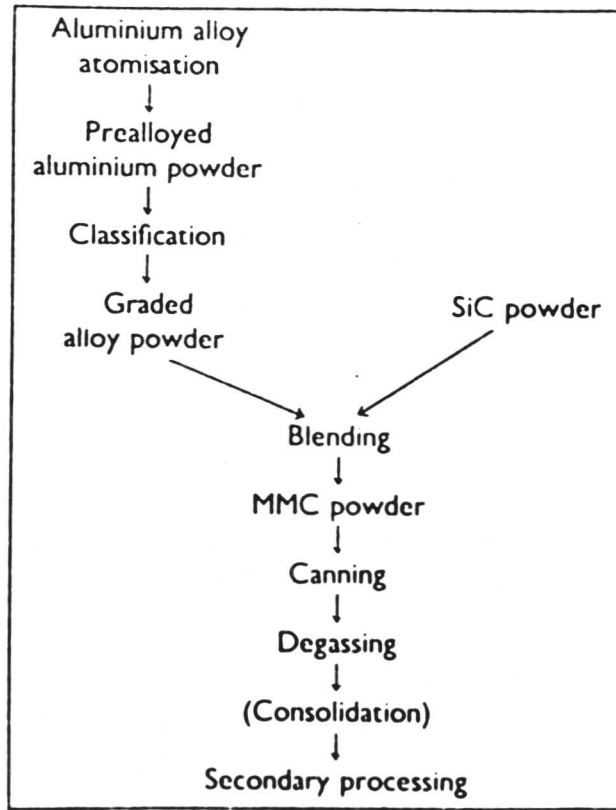 Aluminium alloy
atomisation
Prealloyed
aluminium powder
Classification
Graded
alloy powder
SiC powder
Blending
MMC powder
Canning
Degassing
(Consolidation)
Secondary processing